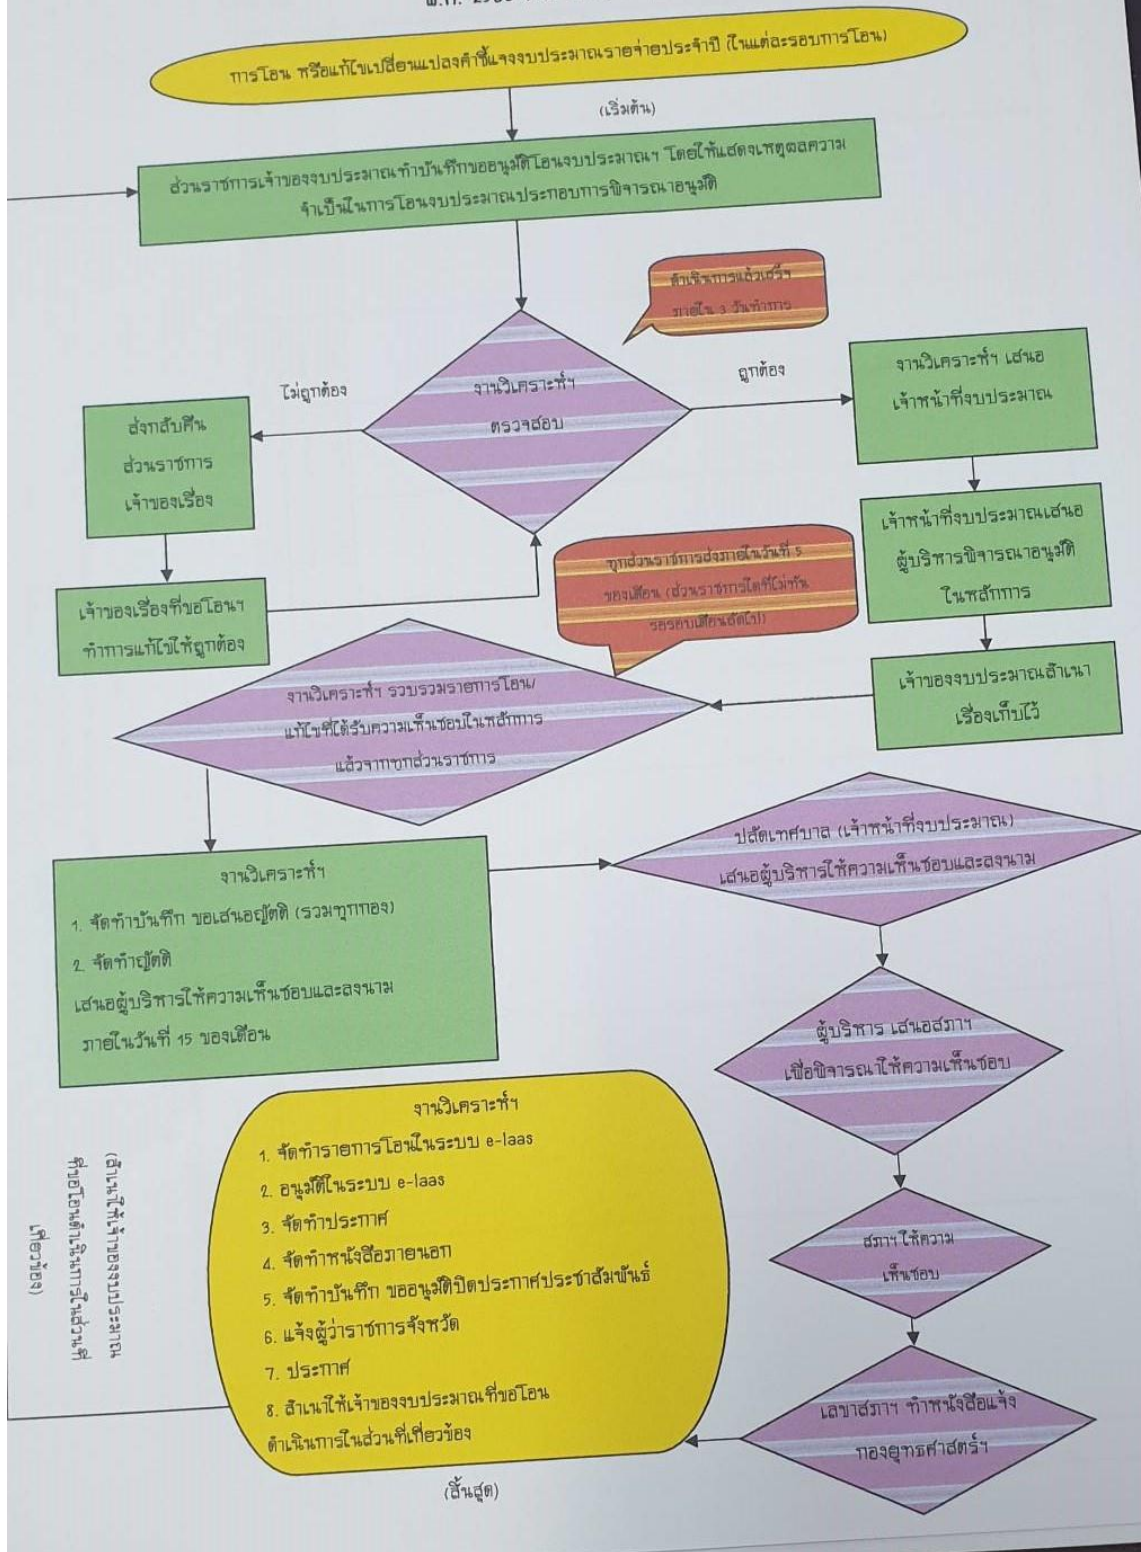 การโอน หรือแก้ไขเปลี่ยนแปลงคำชี้แจงงบประมาณรายจ่ายประจำปี (ในแต่ละรอบการโอน)
(เริ่มต้น)
ส่วนราชการเจ้าของงบประมาณทำบันทึกขออนุมัติโอนงบประมาณฯ โดยให้แสดงเหตุผลความ
จำเป็นในการโอนงบประมาณประกอบการพิจารณาอนุมัติ
ดำเนินการแล้วเสร็จ
ภายใน 3 วันทำการ
งานวิเคราะห์ฯ
ตรวจสอบ
ไม่ถูกต้อง
ถูกต้อง
ส่งกลับคืน
ส่วนราชการ
เจ้าของเรื่อง
งานวิเคราะห์ฯ เสนอ
เจ้าหน้าที่งบประมาณ
เจ้าหน้าที่งบประมาณเสนอ
ผู้บริหารพิจารณาอนุมัติ
ในหลักการ
เจ้าของเรื่องที่ขอโอนฯ
ทำการแก้ไขให้ถูกต้อง
ทุกส่วนราชการส่งภายในวันที่ 5
ของเดือน (ส่วนราชการใดที่ไม่ทัน
รอรอบเดือนถัดไป)
เจ้าของงบประมาณสำเนา
เรื่องเก็บไว้
งานวิเคราะห์ฯ รวบรวมรายการโอน/
แก้ไขที่ได้รับความเห็นชอบในหลักการ
แล้วจากทุกส่วนราชการ
งานวิเคราะห์ฯ
1. จัดทำบันทึก ขอเสนอญัตติ (รวมทุกกอง)
2. จัดทำญัตติ
เสนอผู้บริหารให้ความเห็นชอบและลงนาม
ภายในวันที่ 15 ของเดือน
ปลัดเทศบาล (เจ้าหน้าที่งบประมาณ)
เสนอผู้บริหารให้ความเห็นชอบและลงนาม
ผู้บริหาร เสนอสภาฯ
เพื่อพิจารณาให้ความเห็นชอบ
สภาฯ ให้ความ
เห็นชอบ
เลขาสภาฯ ทำหนังสือแจ้ง
กองยุทธศาสตร์ฯ
งานวิเคราะห์ฯ
1. จัดทำรายการโอนในระบบ e-laas
2. อนุมัติในระบบ e-laas
3. จัดทำประกาศ
4. จัดทำหนังสือภายนอก
5. จัดทำบันทึก ขออนุมัติปิดประกาศประชาสัมพันธ์
6. แจ้งผู้ว่าราชการจังหวัด
7. ประกาศ
8. สำเนาให้เจ้าของงบประมาณที่ขอโอน
ดำเนินการในส่วนที่เกี่ยวข้อง
(สิ้นสุด)
(สำเนาให้เจ้าของงบประมาณ
ที่ขอโอนดำเนินการในส่วนที่
เกี่ยวข้อง)